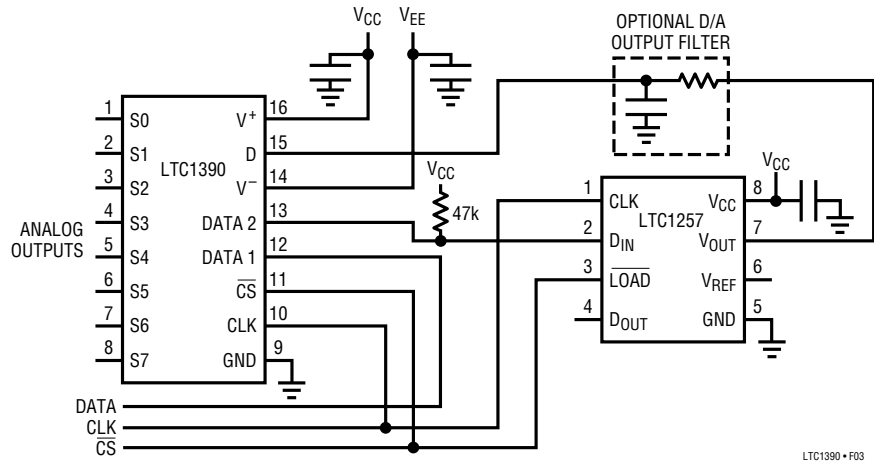 VCC VEE
OPTIONAL D/A
OUTPUT FILTER
1 S0 V+ 16
2 S1 D 15
LTC1390
3 S2 V– 14
4 S3 DATA 2 13
5 S4 DATA 1 12
6 S5 CS 11
7 S6 CLK 10
8 S7 GND 9
ANALOG
OUTPUTS
VCC
47k
VCC
1 CLK VCC 8
LTC1257
2 DIN VOUT 7
3 LOAD VREF 6
4 DOUT GND 5
DATA
CLK
CS
LTC1390 • F03